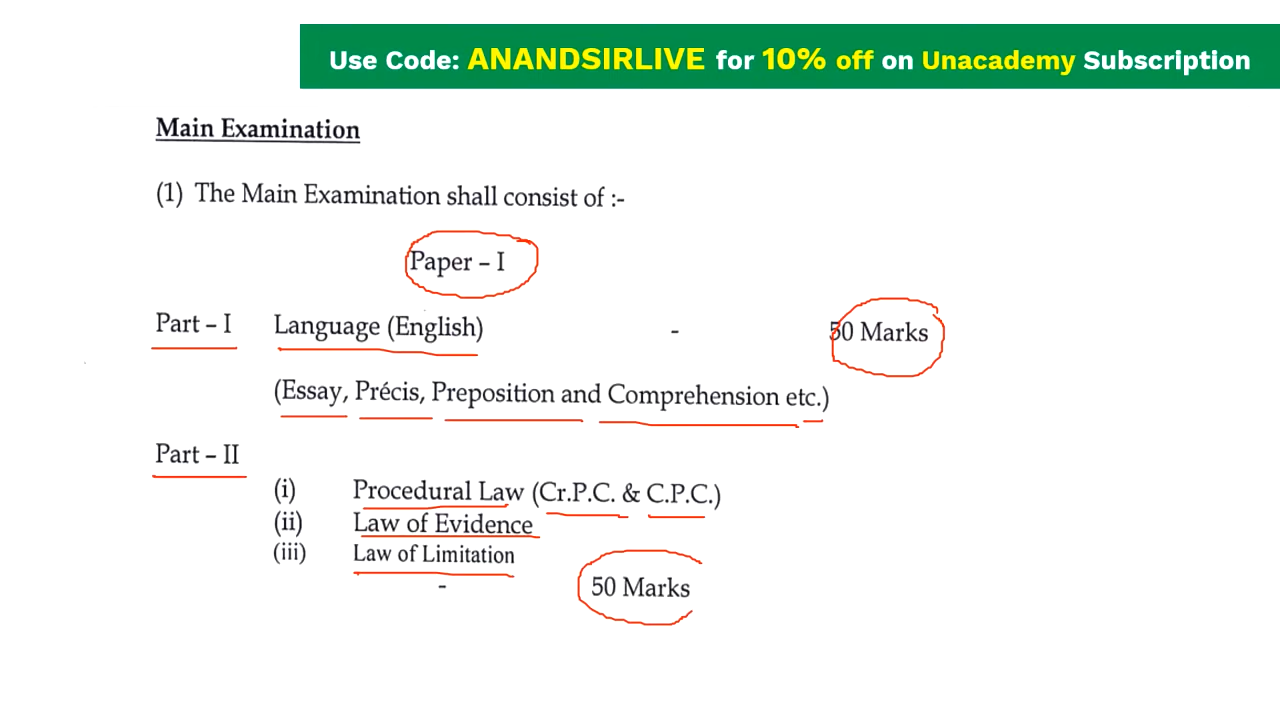 Use Code: ANANDSIRLIVE for 10% off on Unacademy Subscription
Main Examination
(1) The Main Examination shall consist of :-
Paper – I
Part – I Language (English) - 50 Marks
(Essay, Précis, Preposition and Comprehension etc.)
Part – II
(i) Procedural Law (Cr.P.C. & C.P.C.)
(ii) Law of Evidence
(iii) Law of Limitation
- 50 Marks